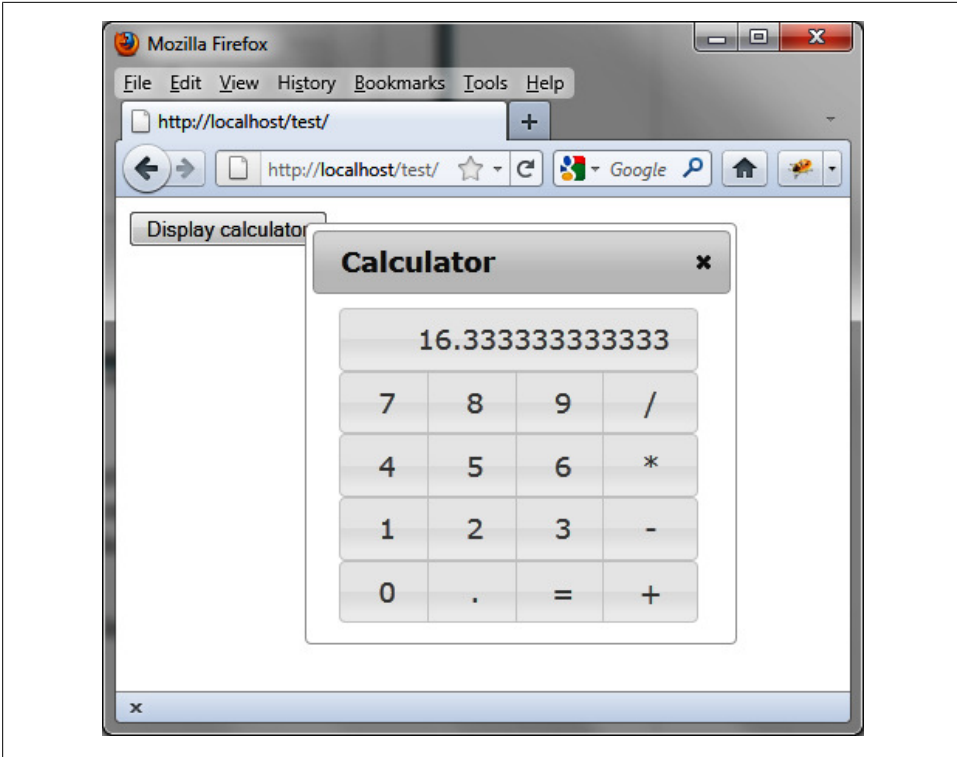 Mozilla Firefox
File Edit View History Bookmarks Tools Help
http://localhost/test/
+
http://localhost/test/ Google
Display calculator
Calculator
16.333333333333
7 8 9 /
4 5 6 *
1 2 3 -
0 . = +
x